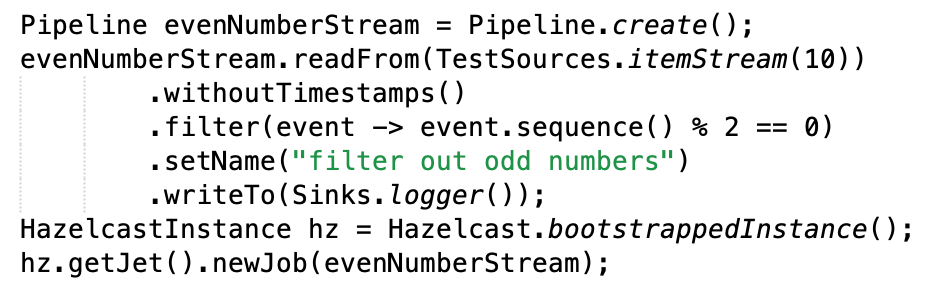 Pipeline evenNumberStream = Pipeline.create();
evenNumberStream.readFrom(TestSources.itemStream(10))
        .withoutTimestamps()
        .filter(event -> event.sequence() % 2 == 0)
        .setName("filter out odd numbers")
        .writeTo(Sinks.logger());
HazelcastInstance hz = Hazelcast.bootstrappedInstance();
hz.getJet().newJob(evenNumberStream);